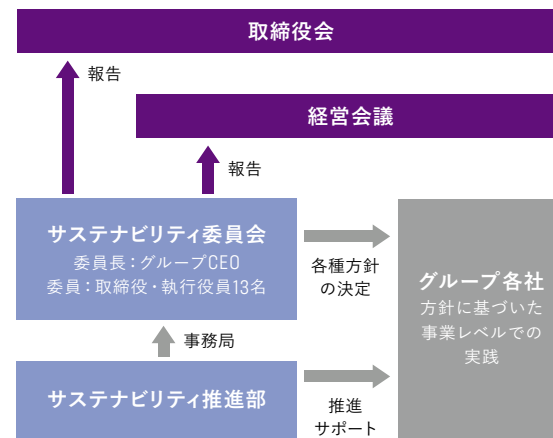 取締役会
報告
経営会議
報告
サステナビリティ委員会
委員長：グループCEO
委員：取締役・執行役員13名
各種方針
の決定
グループ各社
方針に基づいた
事業レベルでの
実践
事務局
サステナビリティ推進部
推進
サポート